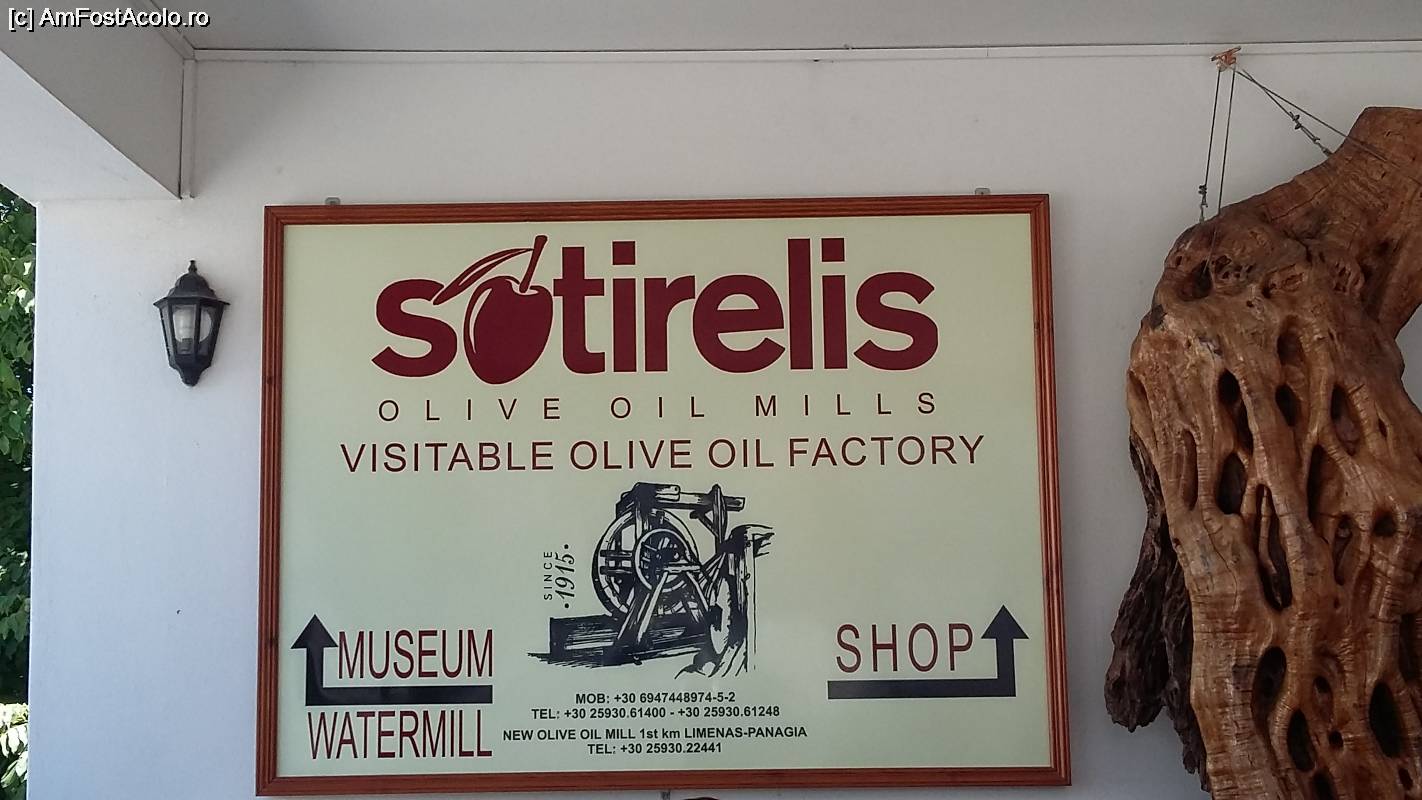 [c] AmFostAcolo.ro
sotirelis
OLIVE OIL MILLS
VISITABLE OLIVE OIL FACTORY
SINCE
•1915•
MUSEUM
WATERMILL
SHOP
MOB: +30 6947448974-5-2
TEL: +30 25930.61400 - +30 25930.61248
NEW OLIVE OIL MILL 1st km LIMENAS-PANAGIA
TEL: +30 25930.22441